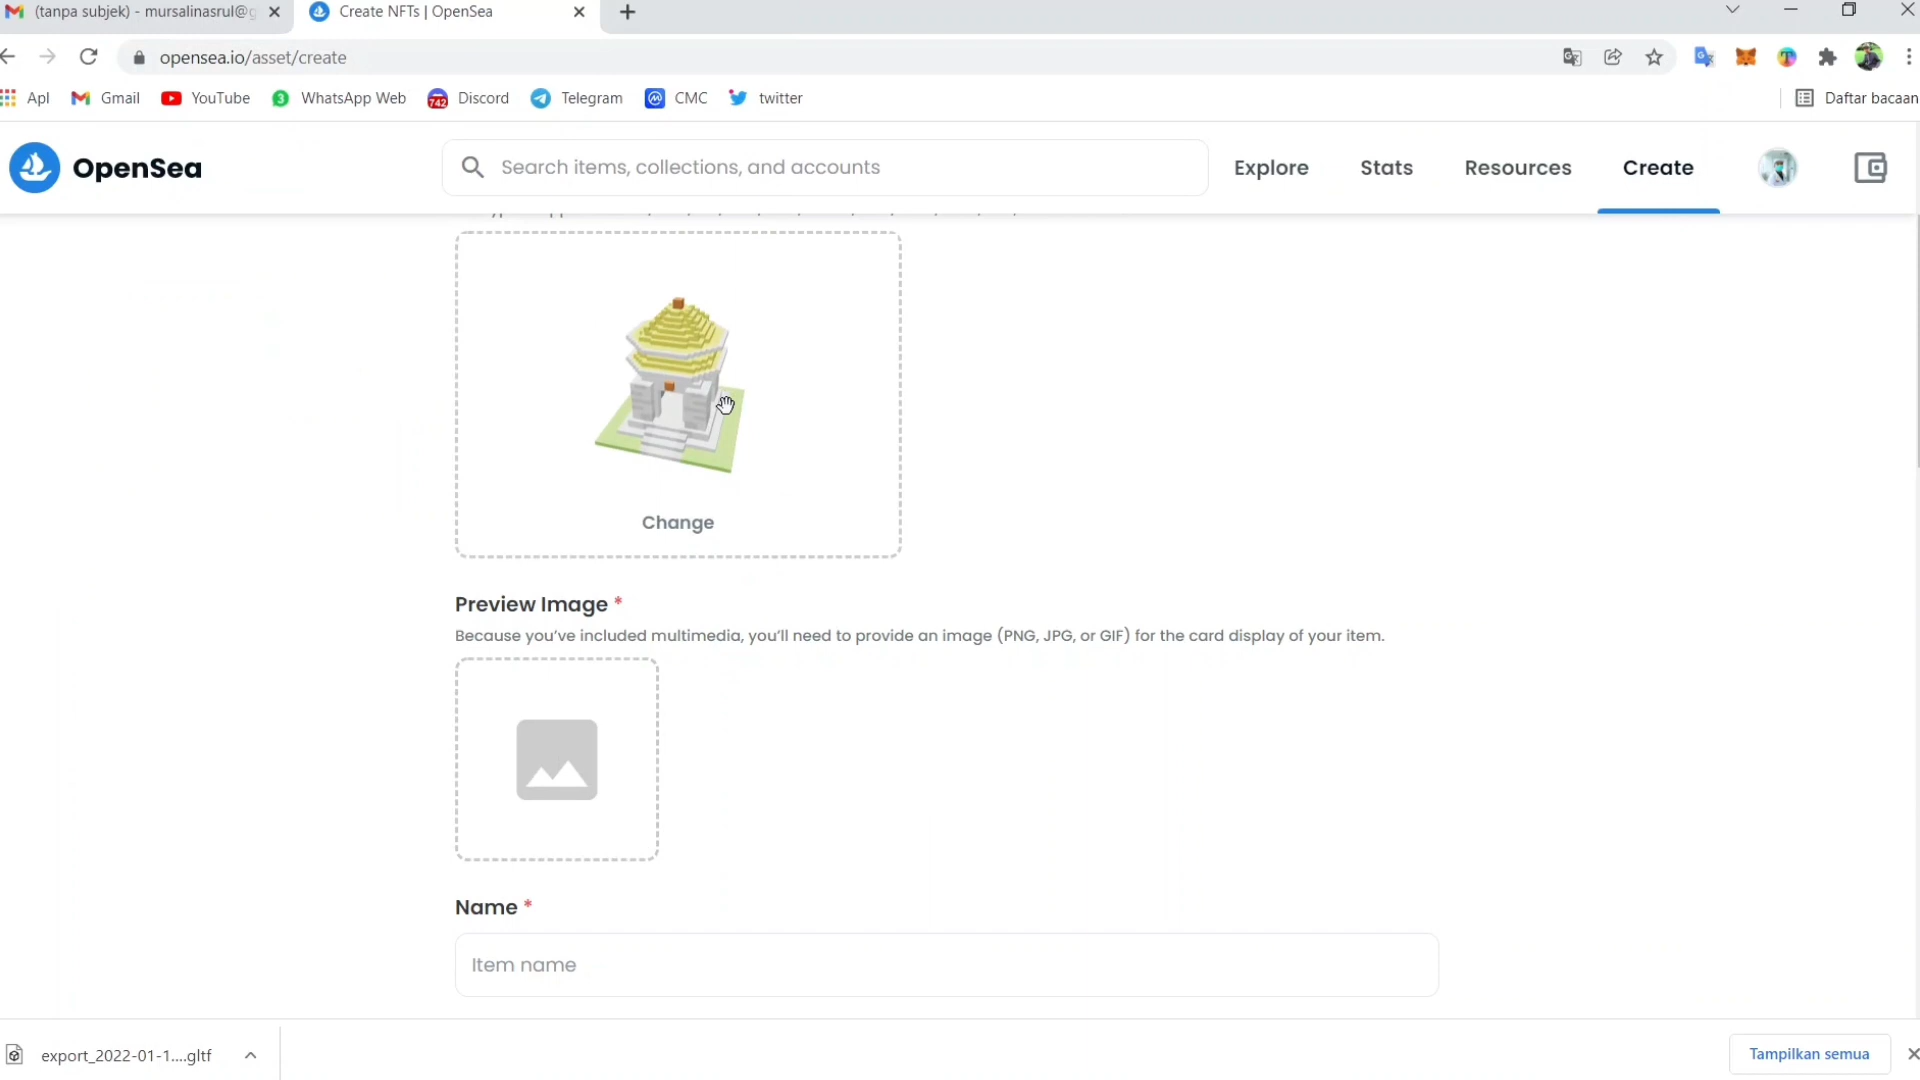 (tanpa subjek) - mursalinasrul@g
Create NFTs | OpenSea
opensea.io/asset/create
Apl
Gmail
YouTube
3
WhatsApp Web
742
Discord
Telegram
CMC
twitter
Daftar bacaan
OpenSea
Search items, collections, and accounts
Explore
Stats
Resources
Create
Change
Preview Image *
Because you’ve included multimedia, you’ll need to provide an image (PNG, JPG, or GIF) for the card display of your item.
Name *
Item name
export_2022-01-1....gltf
Tampilkan semua